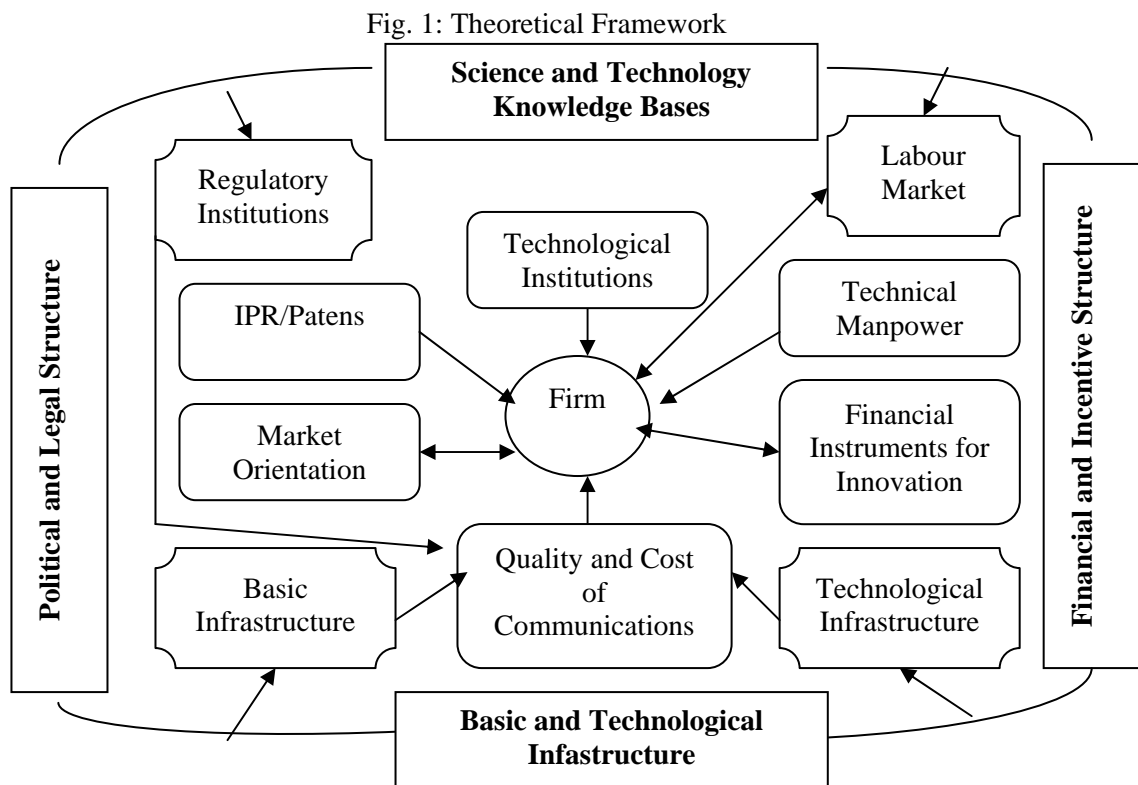 Fig. 1: Theoretical Framework
Science and Technology
Knowledge Bases
Regulatory
Institutions
Labour
Market
Political and Legal Structure
Financial and Incentive Structure
Technological
Institutions
IPR/Patens
Technical
Manpower
Firm
Market
Orientation
Financial
Instruments for
Innovation
Basic
Infrastructure
Quality and Cost
of
Communications
Technological
Infrastructure
Basic and Technological
Infastructure